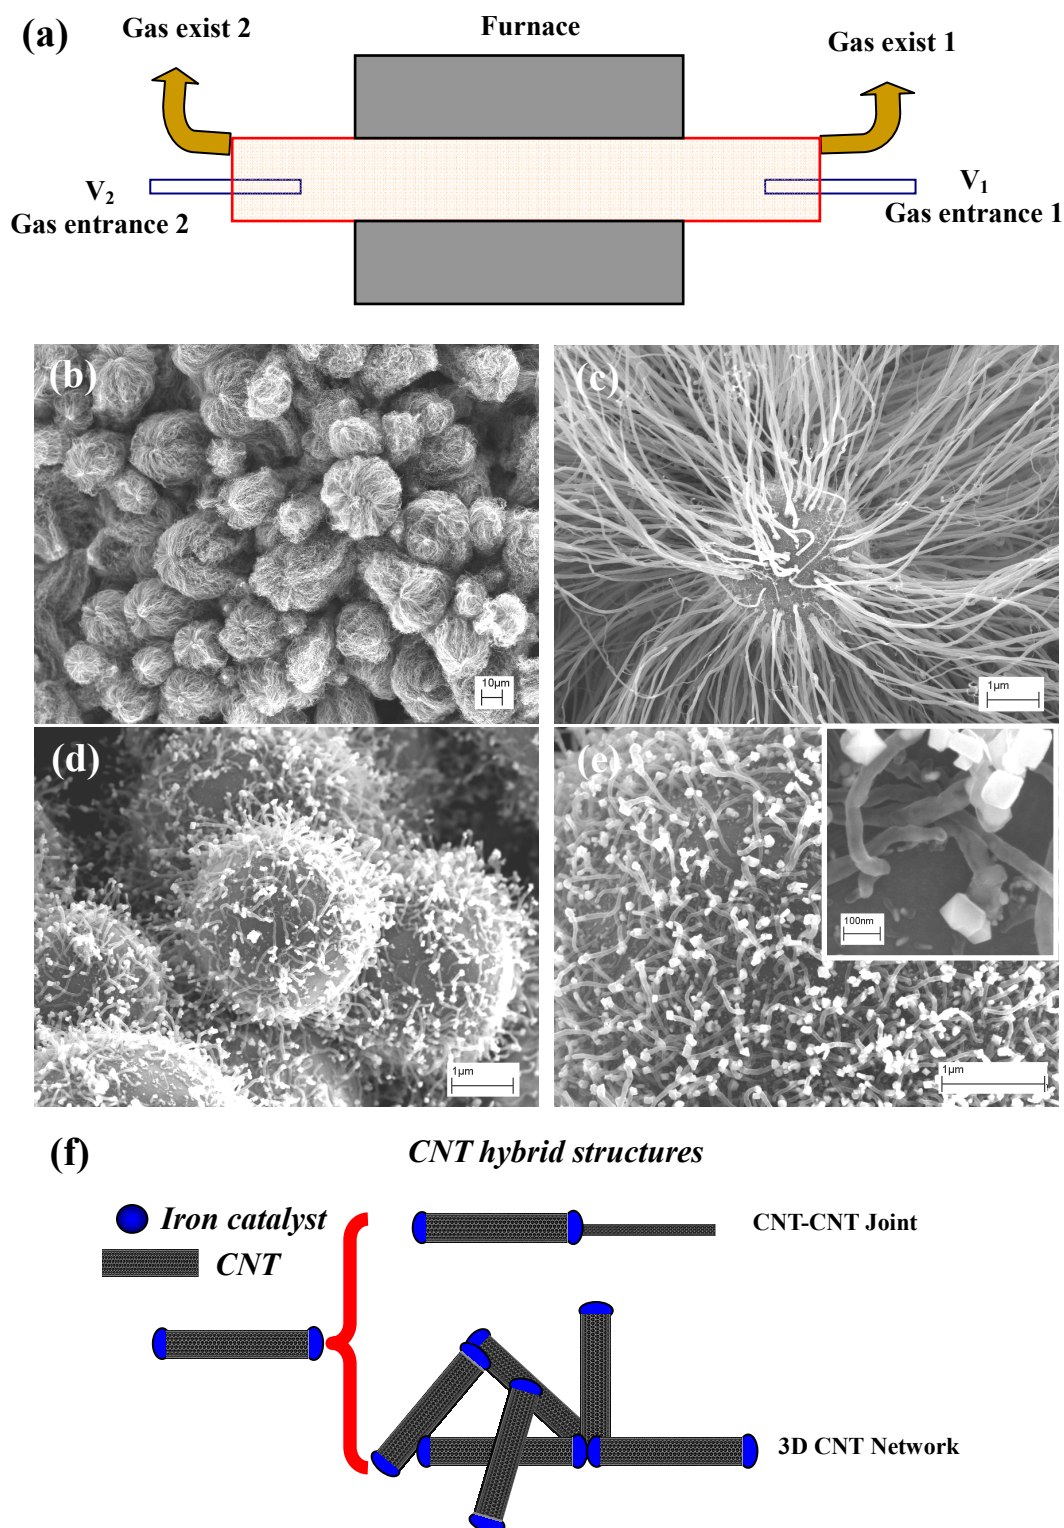 (a)
Gas exist 2
Furnace
Gas exist 1
V2
Gas entrance 2
V1
Gas entrance 1
(b)
10µm
(c)
1µm
(d)
1µm
(e)
100nm
1µm
(f)
CNT hybrid structures
Iron catalyst
CNT
CNT-CNT Joint
3D CNT Network